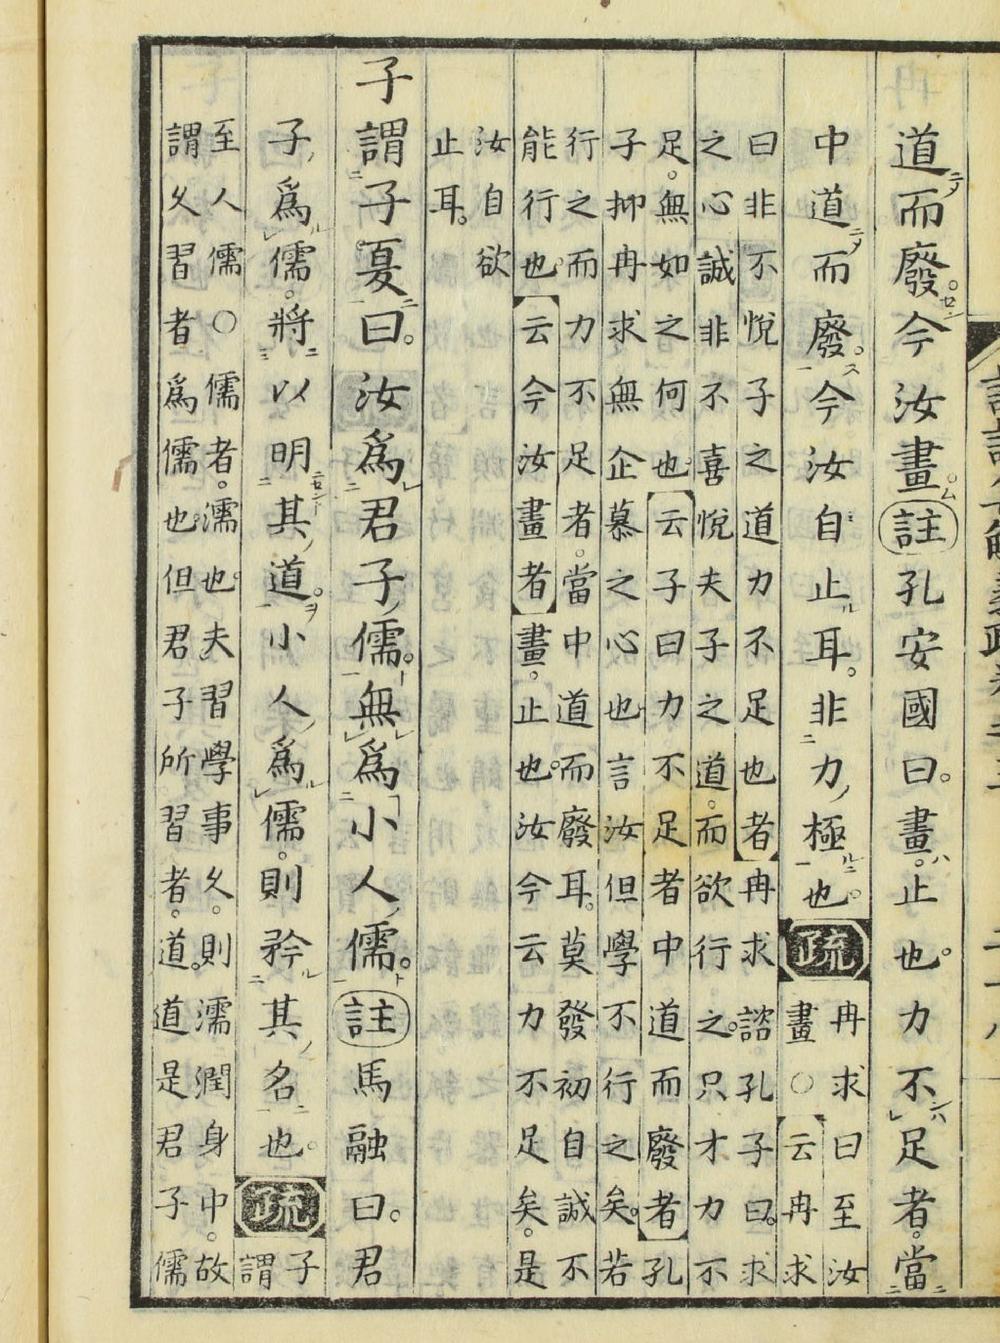 道而廢。今汝畫。註孔安國曰。畫。止也。力不足者。當
中道而廢。今汝自止耳。非力極也。疏
冉求曰至汝
畫○【云冉求
曰非不悅子之道力不足也者】冉求諮孔子曰。求
之心誠非不喜悅夫子之道。而欲行之。只才力不
足。無如之何也【云子曰力不足者中道而廢者】孔
子抑冉求無企慕之心也言汝但學不行之矣。若
行之而力不足者。當中道而廢耳。莫發初自誠不
能行也。【云今汝畫者】畫。止也。汝今云力不足矣。是
汝自欲
止耳。
子謂子夏曰。汝爲君子儒。無爲小人儒。註馬融曰。君
子爲儒。將以明其道。小人爲儒。則矜其名也。疏
子
謂
至人儒○儒者。濡也。夫習學事久。則濡潤身中。故
謂久習者爲儒也。但君子所習者。道。道是君子儒